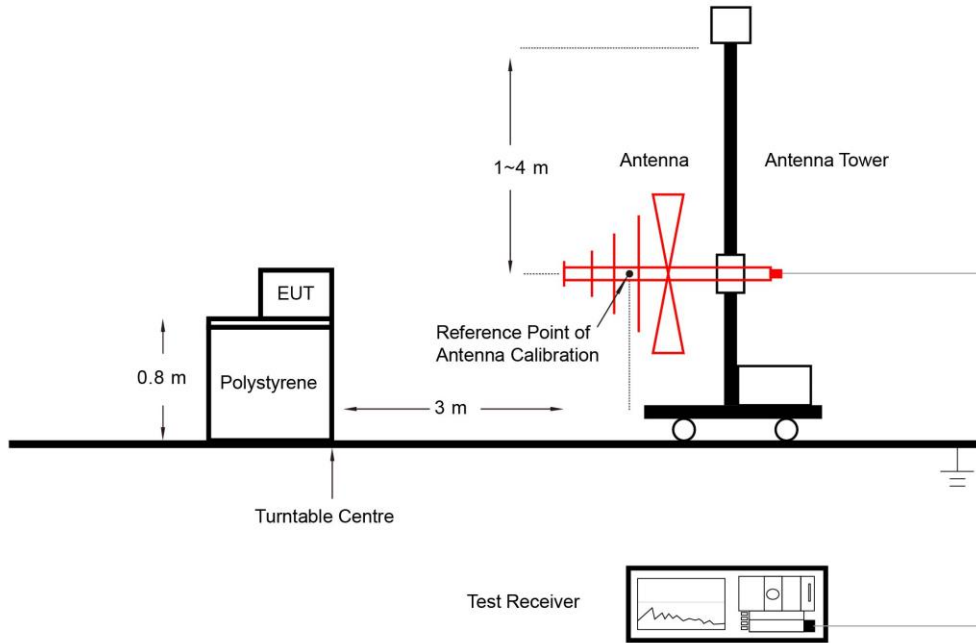 1~4 m
Antenna
Antenna Tower
EUT
Reference Point of
Antenna Calibration
0.8 m
Polystyrene
3 m
Turntable Centre
Test Receiver